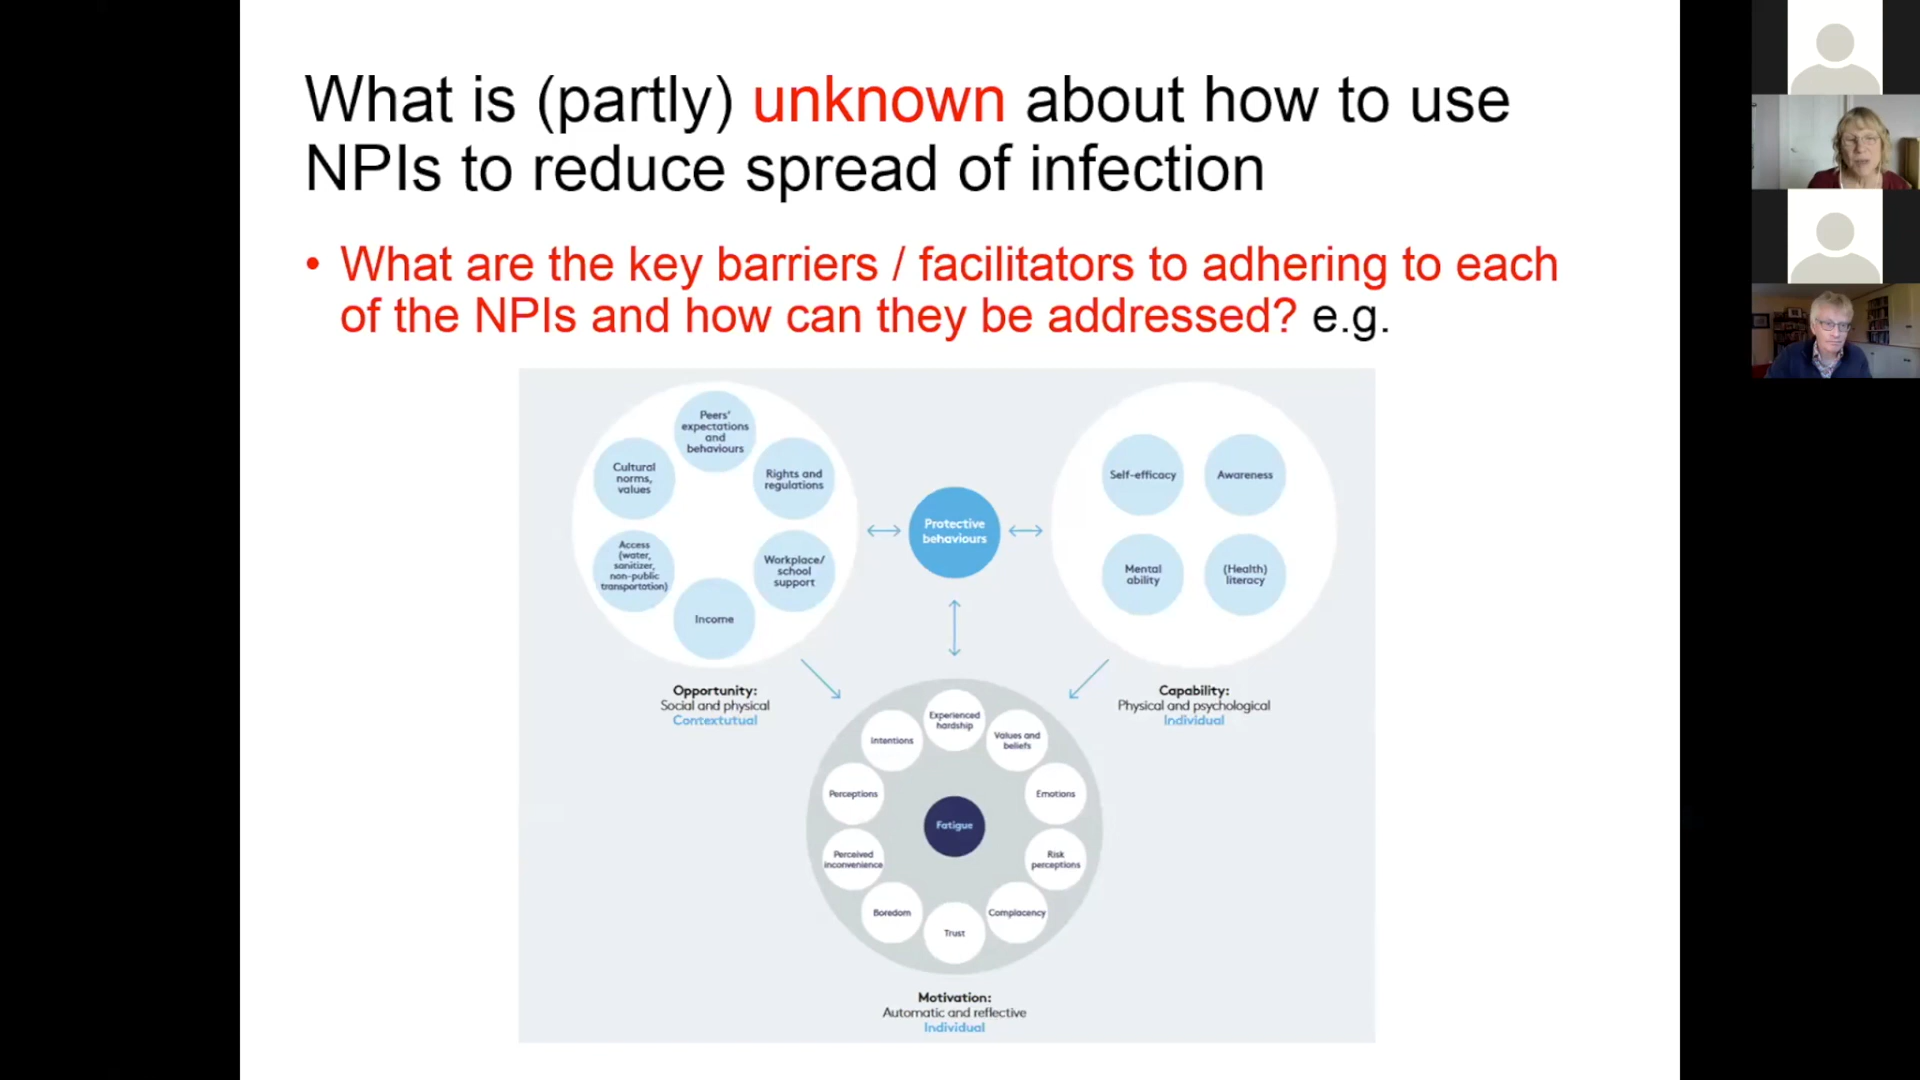 What is (partly) unknown about how to use
NPIs to reduce spread of infection
• What are the key barriers / facilitators to adhering to each
of the NPIs and how can they be addressed? e.g.
Peers'
expectations
and
behaviours
Cultural
norms,
values
Rights and
regulations
Access
(water,
sanitizer,
non-public
transportation)
Workplace/
school
support
Income
Opportunity:
Social and physical
Contextutual
Protective
behaviours
Self-efficacy
Awareness
Mental
ability
(Health)
literacy
Capability:
Physical and psychological
Individual
Experienced
hardship
Intentions
Values and
beliefs
Perceptions
Emotions
Fatigue
Perceived
inconvenience
Risk
perceptions
Boredom
Complacency
Trust
Motivation:
Automatic and reflective
Individual